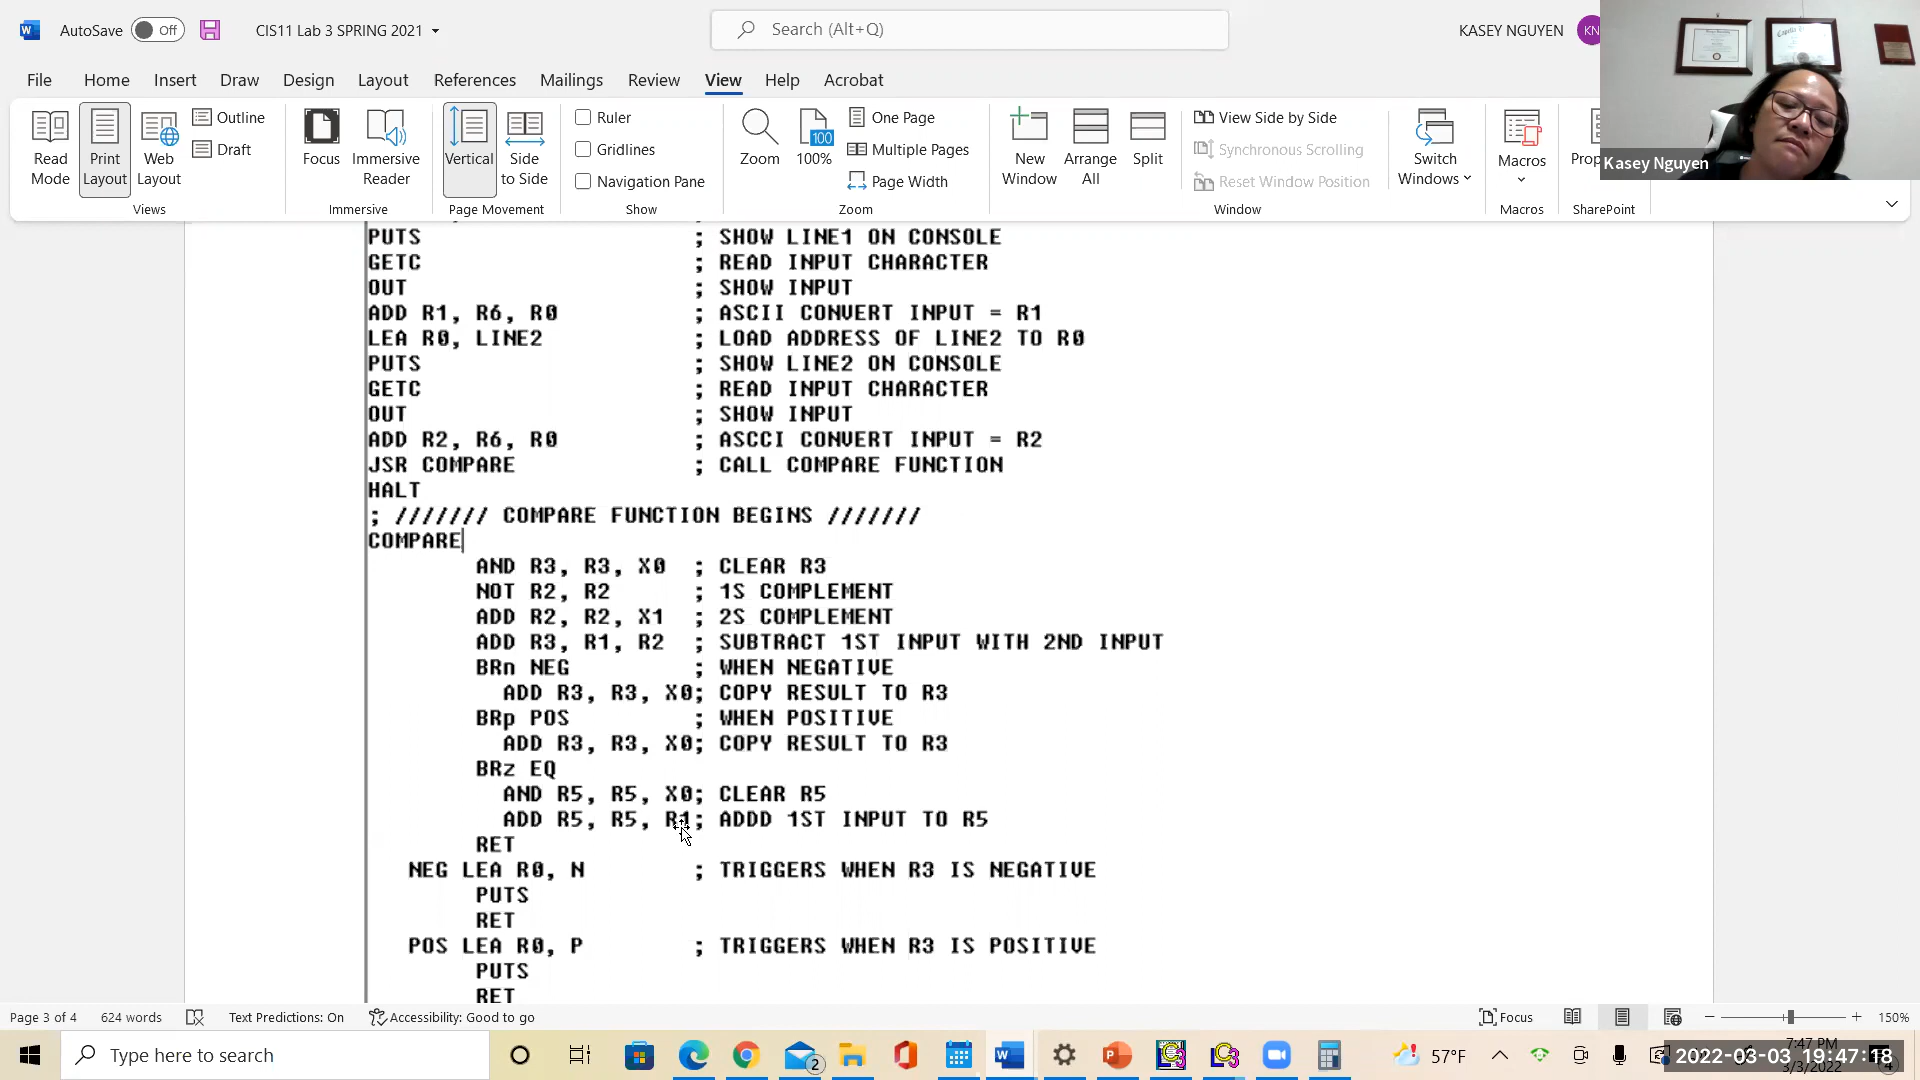 AutoSave Off CIS11 Lab 3 SPRING 2021 Search (Alt+Q) KASEY NGUYEN KN
File Home Insert Draw Design Layout References Mailings Review View Help Acrobat
Read Mode
Print Layout
Web Layout
Outline
Draft
Views
Focus
Immersive Reader
Immersive
Vertical
Side to Side
Page Movement
Ruler
Gridlines
Navigation Pane
Show
Zoom
100
100%
One Page
Multiple Pages
Page Width
Zoom
New Window
Arrange All
Split
View Side by Side
Synchronous Scrolling
Reset Window Position
Window
Switch Windows
Macros
Macros
SharePoint
Kasey Nguyen
PUTS ; SHOW LINE1 ON CONSOLE
GETC ; READ INPUT CHARACTER
OUT ; SHOW INPUT
ADD R1, R6, R0 ; ASCII CONVERT INPUT = R1
LEA R0, LINE2 ; LOAD ADDRESS OF LINE2 TO R0
PUTS ; SHOW LINE2 ON CONSOLE
GETC ; READ INPUT CHARACTER
OUT ; SHOW INPUT
ADD R2, R6, R0 ; ASCCI CONVERT INPUT = R2
JSR COMPARE ; CALL COMPARE FUNCTION
HALT
; /////// COMPARE FUNCTION BEGINS ///////
COMPARE
AND R3, R3, X0 ; CLEAR R3
NOT R2, R2 ; 1S COMPLEMENT
ADD R2, R2, X1 ; 2S COMPLEMENT
ADD R3, R1, R2 ; SUBTRACT 1ST INPUT WITH 2ND INPUT
BRn NEG ; WHEN NEGATIVE
ADD R3, R3, X0; COPY RESULT TO R3
BRp POS ; WHEN POSITIVE
ADD R3, R3, X0; COPY RESULT TO R3
BRz EQ
AND R5, R5, X0; CLEAR R5
ADD R5, R5, R1; ADDD 1ST INPUT TO R5
RET
NEG LEA R0, N ; TRIGGERS WHEN R3 IS NEGATIVE
PUTS
RET
POS LEA R0, P ; TRIGGERS WHEN R3 IS POSITIVE
PUTS
RET
Page 3 of 4 624 words Text Predictions: On Accessibility: Good to go Focus 150%
Type here to search 2 57°F 7:47 PM
2022-03-03 19:47:18
3/3/2022